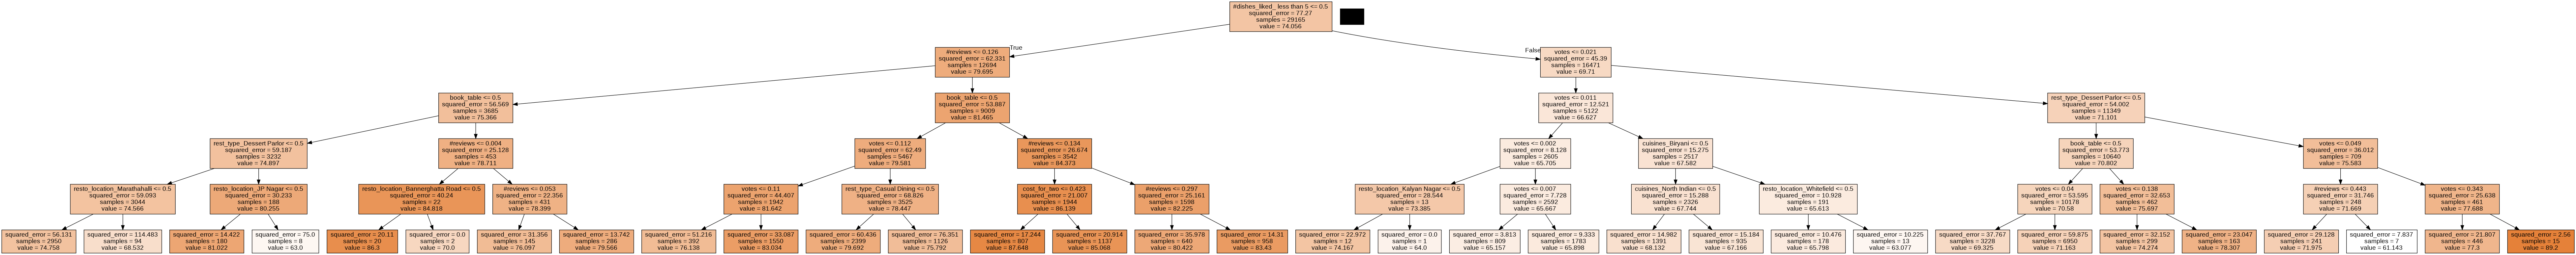 #dishes_liked_ less than 5 <= 0.5
squared_error = 77.27
samples = 29165
value = 74.056
True
False
#reviews <= 0.126
squared_error = 62.331
samples = 12694
value = 79.695
votes <= 0.021
squared_error = 45.39
samples = 16471
value = 69.71
book_table <= 0.5
squared_error = 56.569
samples = 3685
value = 75.366
book_table <= 0.5
squared_error = 53.887
samples = 9009
value = 81.465
votes <= 0.011
squared_error = 12.521
samples = 5122
value = 66.627
rest_type_Dessert Parlor <= 0.5
squared_error = 54.002
samples = 11349
value = 71.101
rest_type_Dessert Parlor <= 0.5
squared_error = 59.187
samples = 3232
value = 74.897
#reviews <= 0.004
squared_error = 25.128
samples = 453
value = 78.711
votes <= 0.112
squared_error = 62.49
samples = 5467
value = 79.581
#reviews <= 0.134
squared_error = 26.674
samples = 3542
value = 84.373
votes <= 0.002
squared_error = 8.128
samples = 2605
value = 65.705
cuisines_Biryani <= 0.5
squared_error = 15.275
samples = 2517
value = 67.582
book_table <= 0.5
squared_error = 53.773
samples = 10640
value = 70.802
votes <= 0.049
squared_error = 36.012
samples = 709
value = 75.583
resto_location_Marathahalli <= 0.5
squared_error = 59.093
samples = 3044
value = 74.566
resto_location_JP Nagar <= 0.5
squared_error = 30.233
samples = 188
value = 80.255
resto_location_Bannerghatta Road <= 0.5
squared_error = 40.24
samples = 22
value = 84.818
#reviews <= 0.053
squared_error = 22.356
samples = 431
value = 78.399
votes <= 0.11
squared_error = 44.407
samples = 1942
value = 81.642
rest_type_Casual Dining <= 0.5
squared_error = 68.826
samples = 3525
value = 78.447
cost_for_two <= 0.423
squared_error = 21.007
samples = 1944
value = 86.139
#reviews <= 0.297
squared_error = 25.161
samples = 1598
value = 82.225
resto_location_Kalyan Nagar <= 0.5
squared_error = 28.544
samples = 13
value = 73.385
votes <= 0.007
squared_error = 7.728
samples = 2592
value = 65.667
cuisines_North Indian <= 0.5
squared_error = 15.288
samples = 2326
value = 67.744
resto_location_Whitefield <= 0.5
squared_error = 10.928
samples = 191
value = 65.613
votes <= 0.04
squared_error = 53.595
samples = 10178
value = 70.58
votes <= 0.138
squared_error = 32.653
samples = 462
value = 75.697
#reviews <= 0.443
squared_error = 31.746
samples = 248
value = 71.669
votes <= 0.343
squared_error = 25.638
samples = 461
value = 77.688
squared_error = 56.131
samples = 2950
value = 74.758
squared_error = 114.483
samples = 94
value = 68.532
squared_error = 14.422
samples = 180
value = 81.022
squared_error = 75.0
samples = 8
value = 63.0
squared_error = 20.11
samples = 20
value = 86.3
squared_error = 0.0
samples = 2
value = 70.0
squared_error = 31.356
samples = 145
value = 76.097
squared_error = 13.742
samples = 286
value = 79.566
squared_error = 51.216
samples = 392
value = 76.138
squared_error = 33.087
samples = 1550
value = 83.034
squared_error = 60.436
samples = 2399
value = 79.692
squared_error = 76.351
samples = 1126
value = 75.792
squared_error = 17.244
samples = 807
value = 87.648
squared_error = 20.914
samples = 1137
value = 85.068
squared_error = 35.978
samples = 640
value = 80.422
squared_error = 14.31
samples = 958
value = 83.43
squared_error = 22.972
samples = 12
value = 74.167
squared_error = 0.0
samples = 1
value = 64.0
squared_error = 3.813
samples = 809
value = 65.157
squared_error = 9.333
samples = 1783
value = 65.898
squared_error = 14.982
samples = 1391
value = 68.132
squared_error = 15.184
samples = 935
value = 67.166
squared_error = 10.476
samples = 178
value = 65.798
squared_error = 10.225
samples = 13
value = 63.077
squared_error = 37.767
samples = 3228
value = 69.325
squared_error = 59.875
samples = 6950
value = 71.163
squared_error = 32.152
samples = 299
value = 74.274
squared_error = 23.047
samples = 163
value = 78.307
squared_error = 29.128
samples = 241
value = 71.975
squared_error = 7.837
samples = 7
value = 61.143
squared_error = 21.807
samples = 446
value = 77.3
squared_error = 2.56
samples = 15
value = 89.2